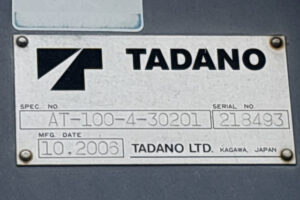 TADANO
SPEC. NO. SERIAL NO.
AT-100-4-30201 218493
MFG. DATE
10.2006 TADANO LTD. KAGAWA, JAPAN